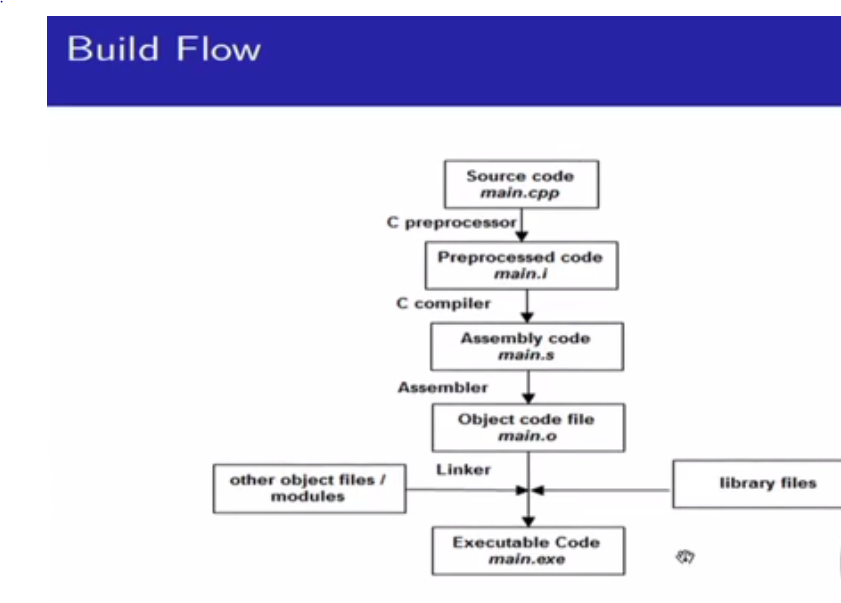 Build Flow
Source code
main.cpp
C preprocessor
Preprocessed code
main.i
C compiler
Assembly code
main.s
Assembler
Object code file
main.o
Linker
other object files /
modules
library files
Executable Code
main.exe